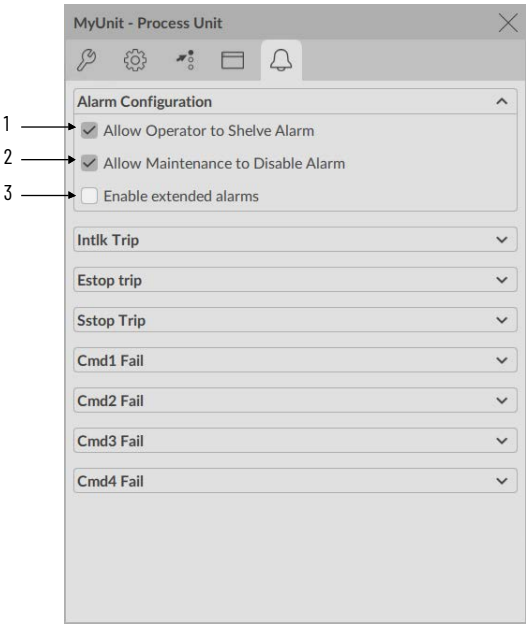 MyUnit - Process Unit
Alarm Configuration
1
Allow Operator to Shelve Alarm
2
Allow Maintenance to Disable Alarm
3
Enable extended alarms
Intlk Trip
Estop trip
Sstop Trip
Cmd1 Fail
Cmd2 Fail
Cmd3 Fail
Cmd4 Fail